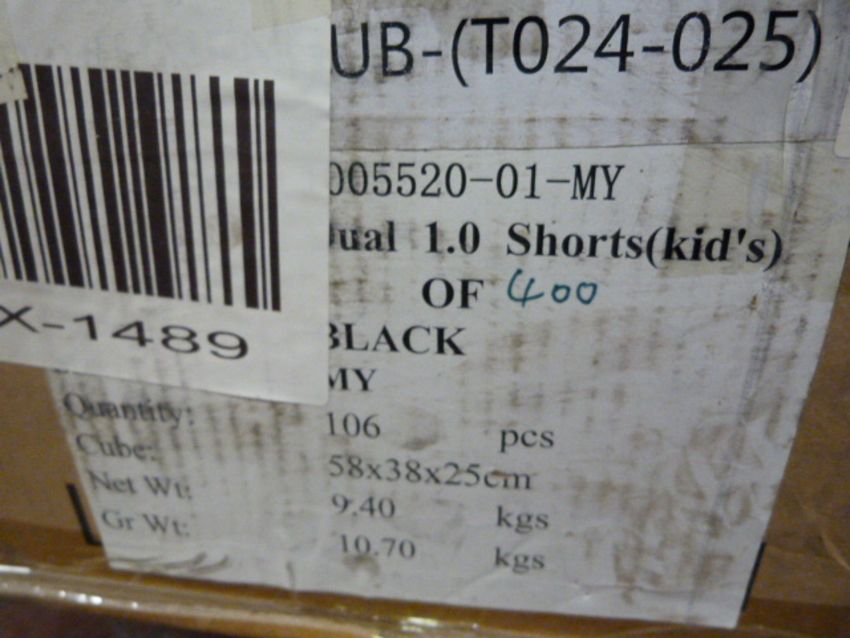 UB-(T024-025)
005520-01-MY
ual 1.0 Shorts(kid's)
OF 400
BLACK
MY
X-1489
Quantity: 106 pcs
Cube: 58x38x25cm
Net Wt: 9.40 kgs
Gr Wt: 10.70 kgs